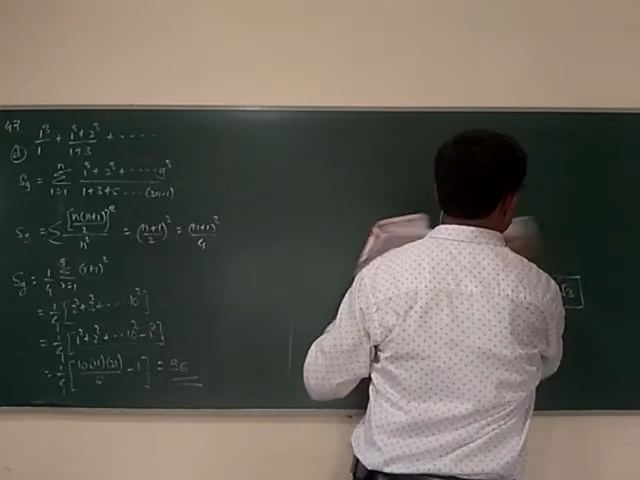 47.
(d) 1³/1 + (1³+2³)/(1+3) + .....
S₉ = Σ n=1 (1³+2³+.....9³)/(1+3+5....(2n-1))
S₉ = Σ [n(n+1)/2]²/n² = ((n+1)/2)² = (n+1)²/4
S₉ = 1/4 Σ (n+1)²
= 1/4 [2²+3²+...10²]
= 1/4 [1²+2²+...10²-1²]
= 1/4 [10(11)(21)/6 - 1] = 96